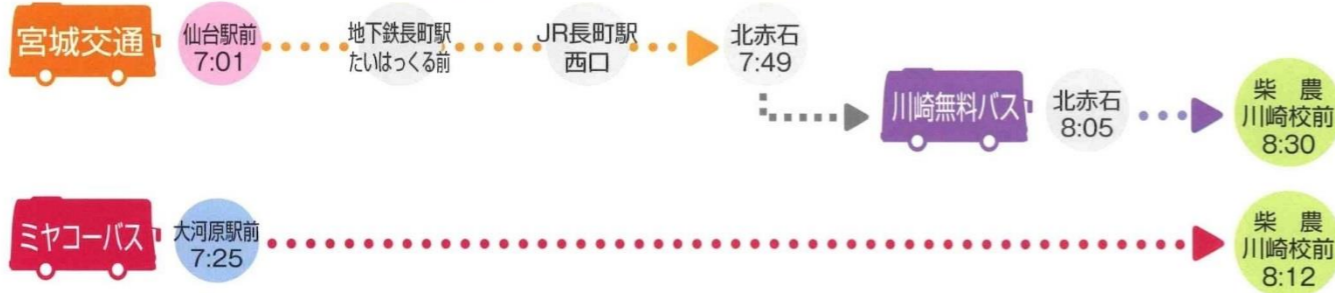 宮城交通
仙台駅前
7:01
地下鉄長町駅
たいはっくる前
JR長町駅
西口
北赤石
7:49
川崎無料バス
北赤石
8:05
柴 農
川崎校前
8:30
ミヤコーバス
大河原駅前
7:25
柴 農
川崎校前
8:12